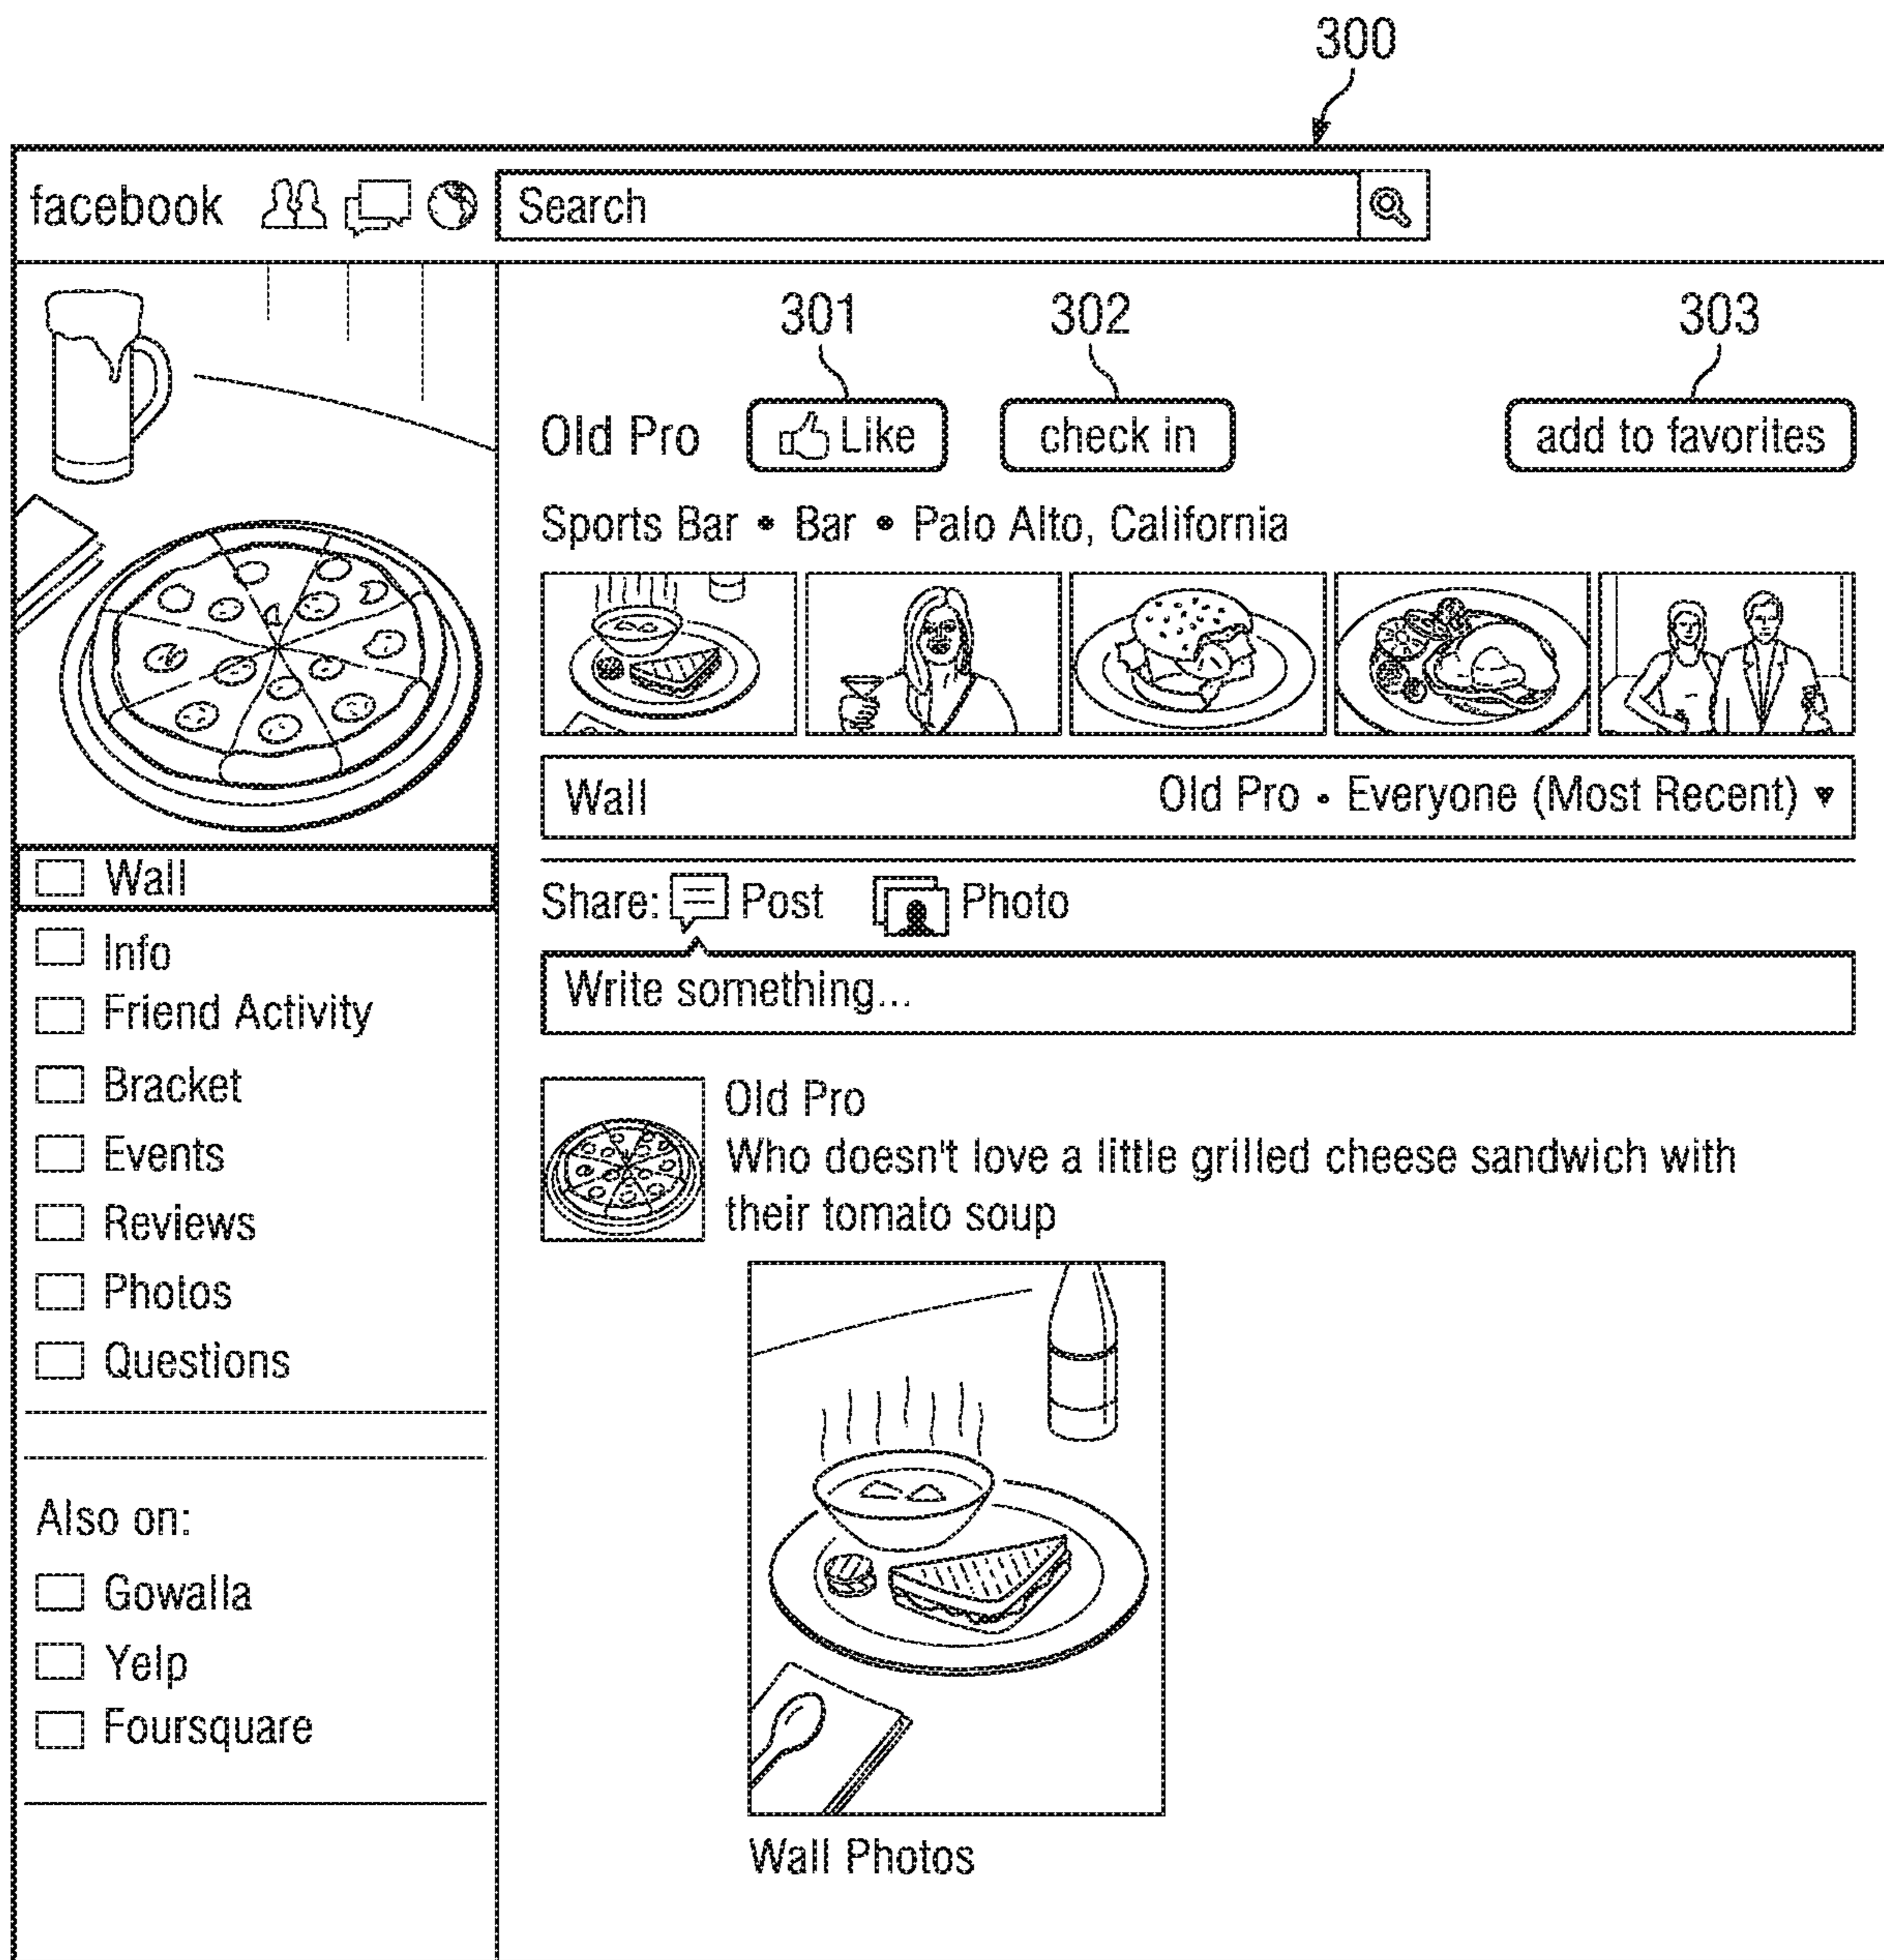 300
facebook Search
301 302 303
Old Pro Like check in add to favorites
Sports Bar • Bar • Palo Alto, California
Wall Old Pro • Everyone (Most Recent) ▾
Share: Post Photo
Write something...
Old Pro
Who doesn't love a little grilled cheese sandwich with
their tomato soup
Wall Photos
Wall
Info
Friend Activity
Bracket
Events
Reviews
Photos
Questions
Also on:
Gowalla
Yelp
Foursquare